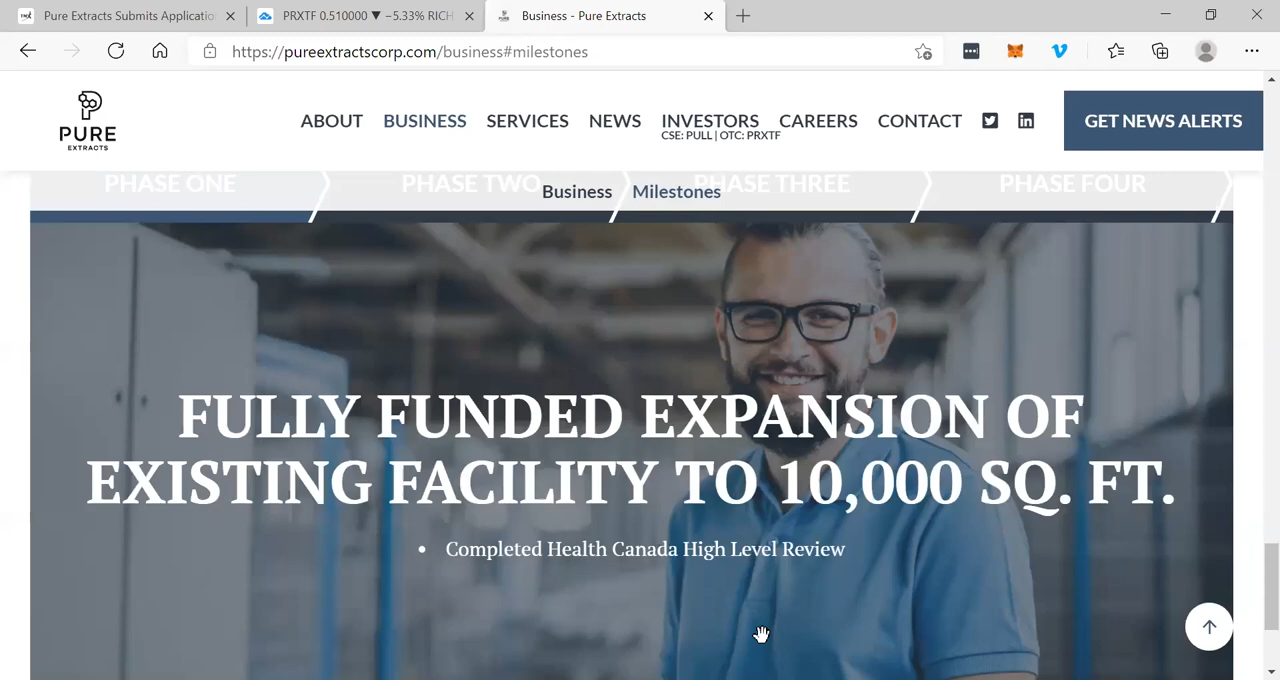 Pure Extracts Submits Applicatio
PRXTF 0.510000 ▼ −5.33% RICH
Business - Pure Extracts
https://pureextractscorp.com/business#milestones
PURE
EXTRACTS
ABOUT BUSINESS SERVICES NEWS INVESTORS CAREERS CONTACT
CSE: PULL | OTC: PRXTF
GET NEWS ALERTS
PHASE ONE PHASE TWO PHASE THREE PHASE FOUR
Business Milestones
FULLY FUNDED EXPANSION OF
EXISTING FACILITY TO 10,000 SQ. FT.
• Completed Health Canada High Level Review